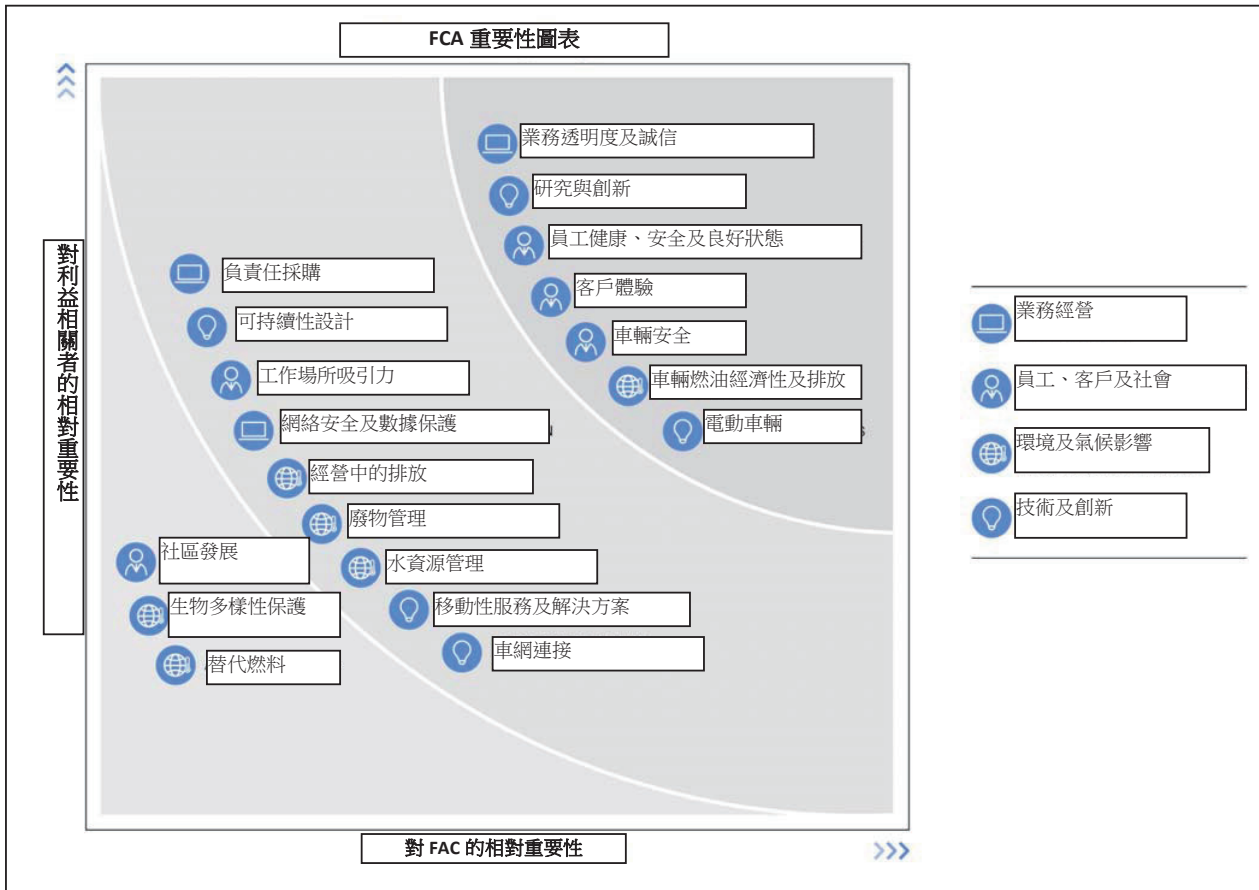 FCA 重要性圖表
對利益相關者的相對重要性
業務透明度及誠信
研究與創新
員工健康、安全及良好狀態
客戶體驗
車輛安全
車輛燃油經濟性及排放
電動車輛
負責任採購
可持續性設計
工作場所吸引力
網絡安全及數據保護
經營中的排放
廢物管理
水資源管理
移動性服務及解決方案
車網連接
社區發展
生物多樣性保護
替代燃料
對 FAC 的相對重要性
業務經營
員工、客戶及社會
環境及氣候影響
技術及創新